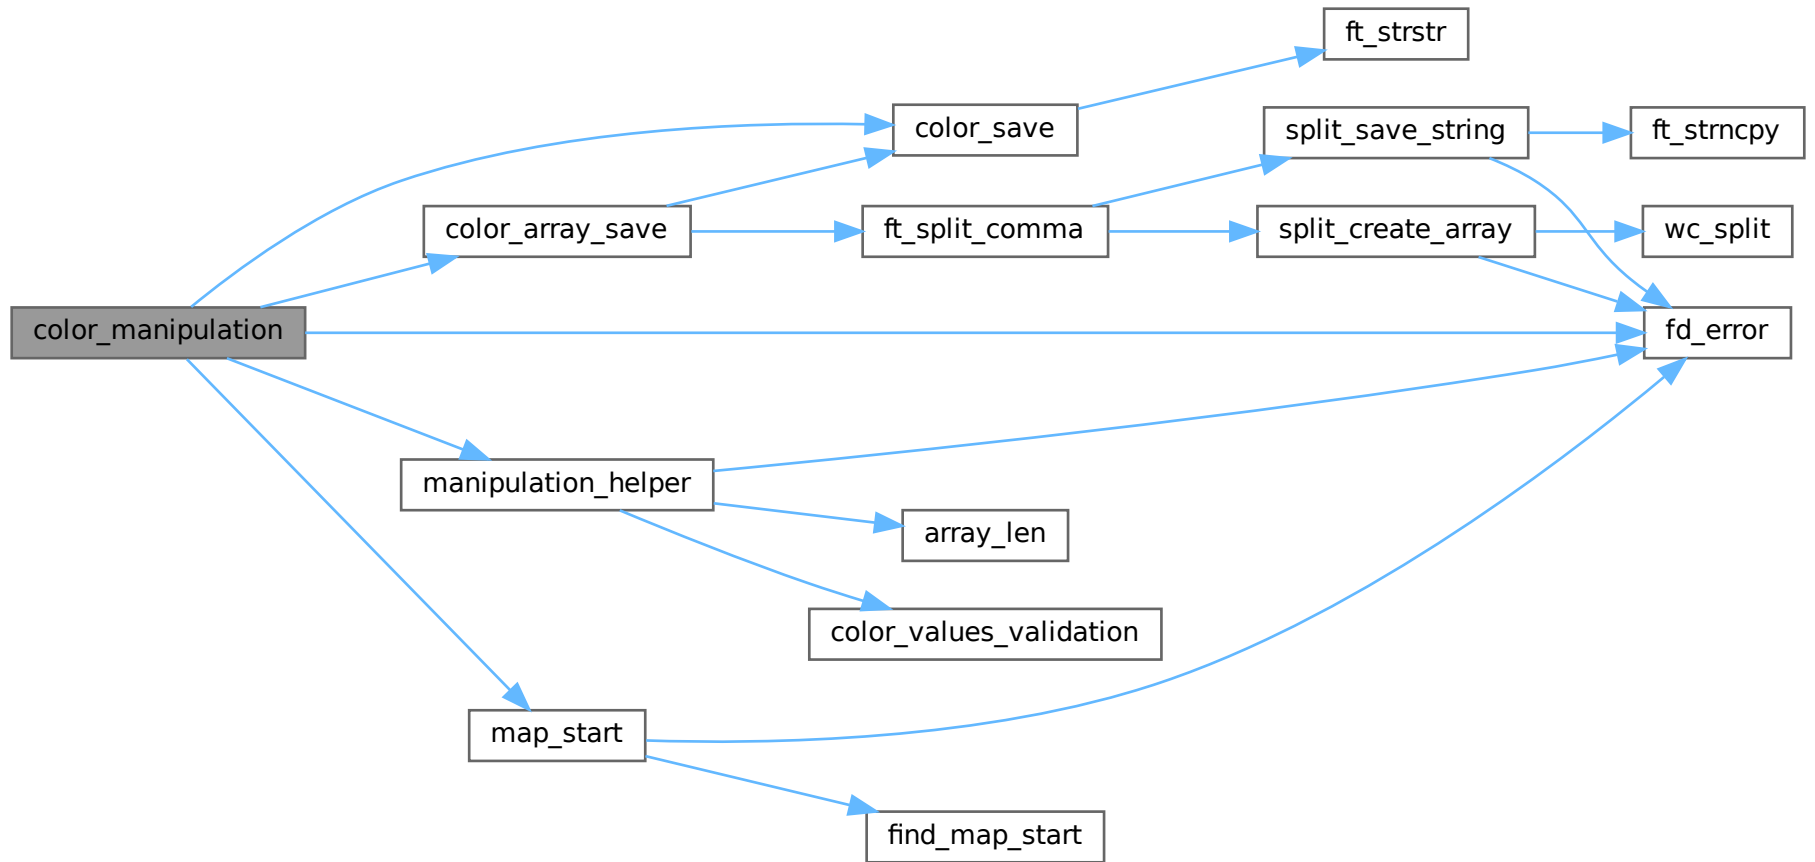 ft_strstr
color_save
split_save_string
ft_strncpy
color_array_save
ft_split_comma
split_create_array
wc_split
color_manipulation
fd_error
manipulation_helper
array_len
color_values_validation
map_start
find_map_start